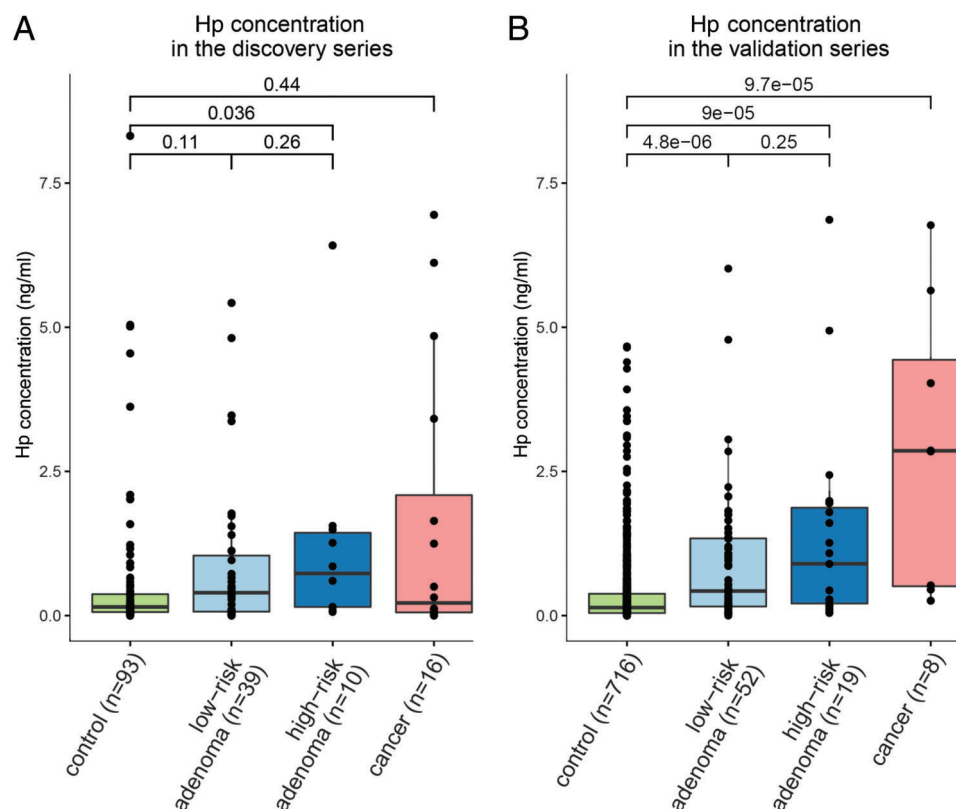 A
Hp concentration
in the discovery series
0.44
0.036
0.11
0.26
7.5
5.0
2.5
0.0
Hp concentration (ng/ml)
control (n=93)
low−risk
adenoma (n=39)
high−risk
adenoma (n=10)
cancer (n=16)
B
Hp concentration
in the validation series
9.7e−05
9e−05
4.8e−06
0.25
7.5
5.0
2.5
0.0
Hp concentration (ng/ml)
control (n=716)
low−risk
adenoma (n=52)
high−risk
adenoma (n=19)
cancer (n=8)